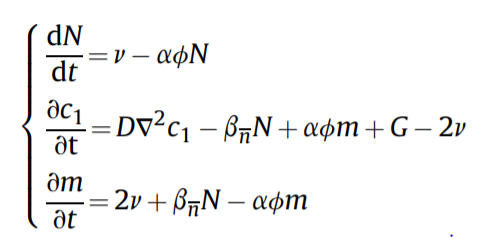 dN/dt = ν − αϕN
∂c₁/∂t = D∇²c₁ − β_n̅N + αϕm + G − 2ν
∂m/∂t = 2ν + β_n̅N − αϕm